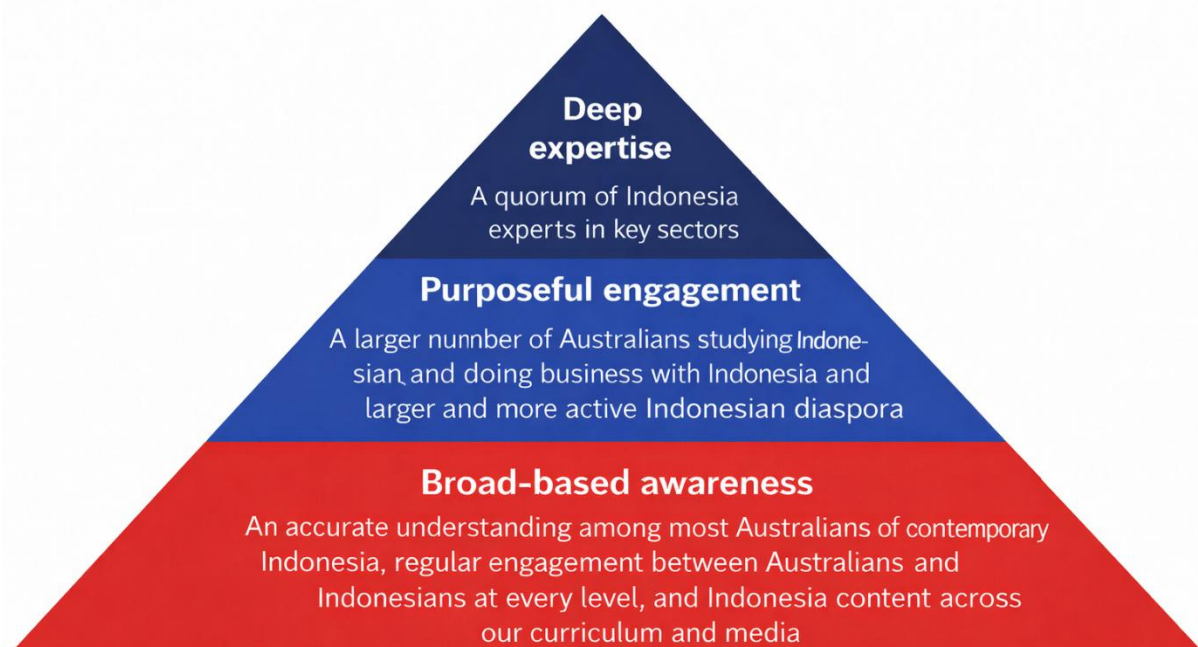 Deep
expertise
A quorum of Indonesia
experts in key sectors
Purposeful engagement
A larger number of Australians studying Indone-
sian, and doing business with Indonesia and
larger and more active Indonesian diaspora
Broad-based awareness
An accurate understanding among most Australians of contemporary
Indonesia, regular engagement between Australians and
Indonesians at every level, and Indonesia content across
our curriculum and media